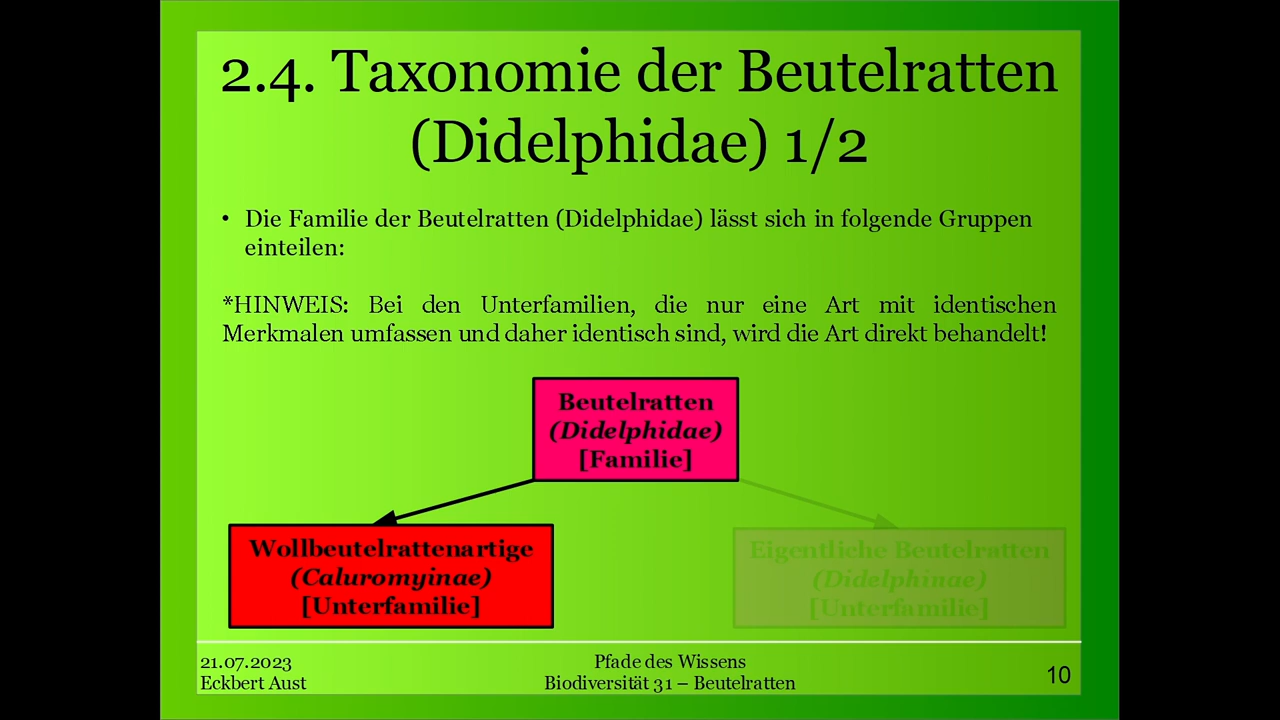 2.4. Taxonomie der Beutelratten
(Didelphidae) 1/2
• Die Familie der Beutelratten (Didelphidae) lässt sich in folgende Gruppen
einteilen:
*HINWEIS: Bei den Unterfamilien, die nur eine Art mit identischen
Merkmalen umfassen und daher identisch sind, wird die Art direkt behandelt!
Beutelratten
(Didelphidae)
[Familie]
Wollbeutelrattenartige
(Caluromyinae)
[Unterfamilie]
Eigentliche Beutelratten
(Didelphinae)
[Unterfamilie]
21.07.2023
Eckbert Aust
Pfade des Wissens
Biodiversität 31 – Beutelratten
10